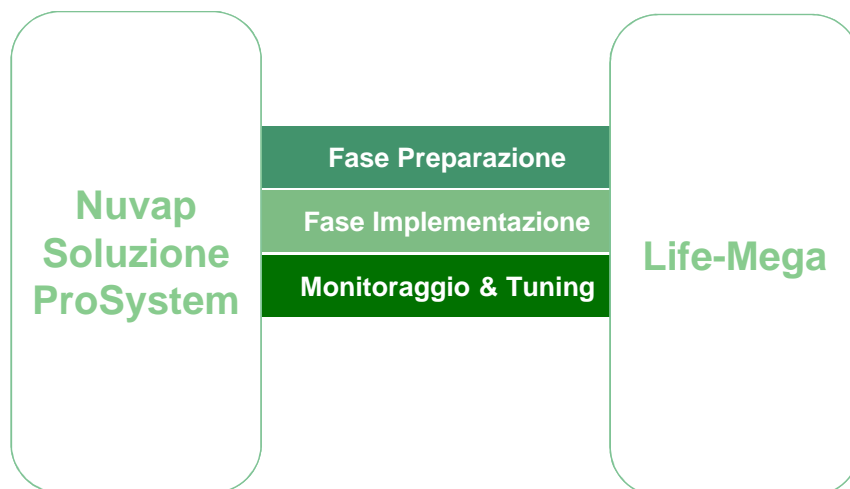 Nuvap
Soluzione
ProSystem
Fase Preparazione
Fase Implementazione
Monitoraggio & Tuning
Life-Mega